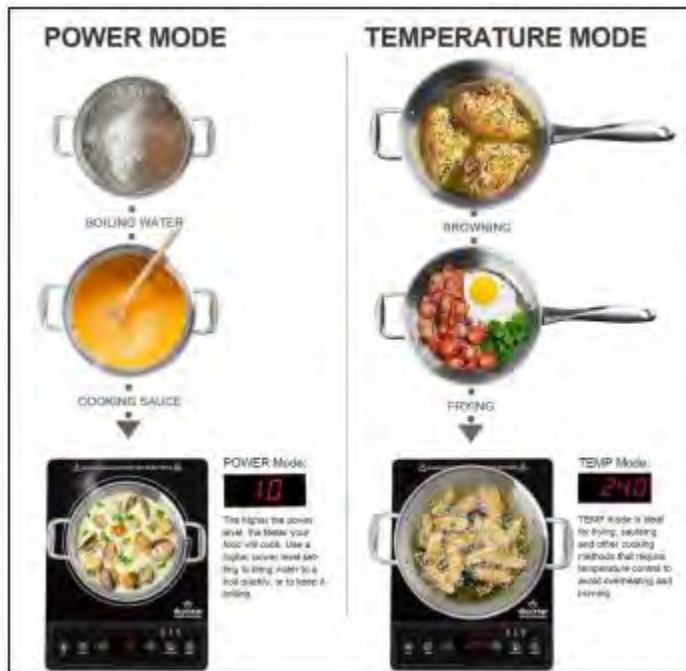 POWER MODE
BOILING WATER
COOKING SAUCE
POWER Mode:
1.0
The higher the power
level, the faster your
food will cook. Use a
higher power level set-
ting to bring water to a
boil quickly, or to keep it
boiling.
TEMPERATURE MODE
BROWNING
FRYING
TEMP Mode:
240
TEMP mode is ideal
for frying, sautéing
and other cooking
methods that require
temperature control to
avoid overheating and
burning.